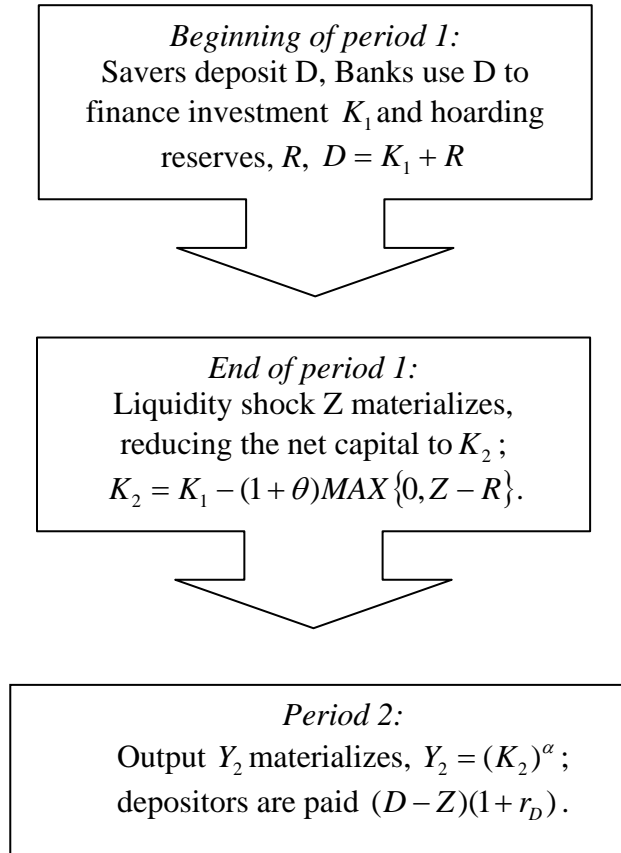 Beginning of period 1:
Savers deposit D, Banks use D to
finance investment K₁ and hoarding
reserves, R, D = K₁ + R
End of period 1:
Liquidity shock Z materializes,
reducing the net capital to K₂ ;
K₂ = K₁ − (1 + θ)MAX{0, Z − R}.
Period 2:
Output Y₂ materializes, Y₂ = (K₂)^α ;
depositors are paid (D − Z)(1 + r_D) .